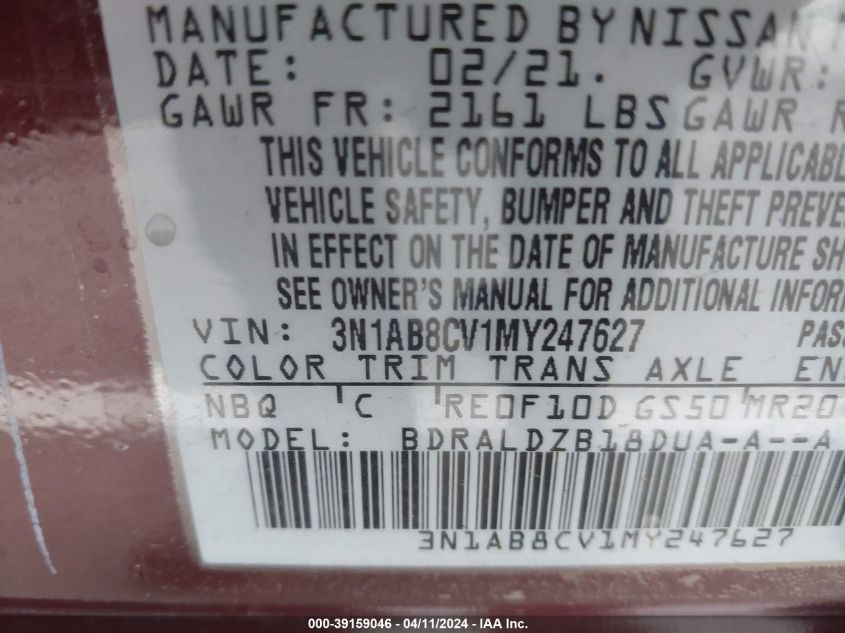 MANUFACTURED BY NISSAN
DATE: 02/21. GVWR:
GAWR FR: 2161 LBS GAWR R
THIS VEHICLE CONFORMS TO ALL APPLICABL
VEHICLE SAFETY, BUMPER AND THEFT PREVE
IN EFFECT ON THE DATE OF MANUFACTURE SH
SEE OWNER'S MANUAL FOR ADDITIONAL INFOR
VIN: 3N1AB8CV1MY247627 PASS
COLOR TRIM TRANS AXLE EN
NBQ C RE0F10D GS50 MR20
MODEL: BDRALDZB18DUA-A--A
3N1AB8CV1MY247627
000-39159046 - 04/11/2024 - IAA Inc.